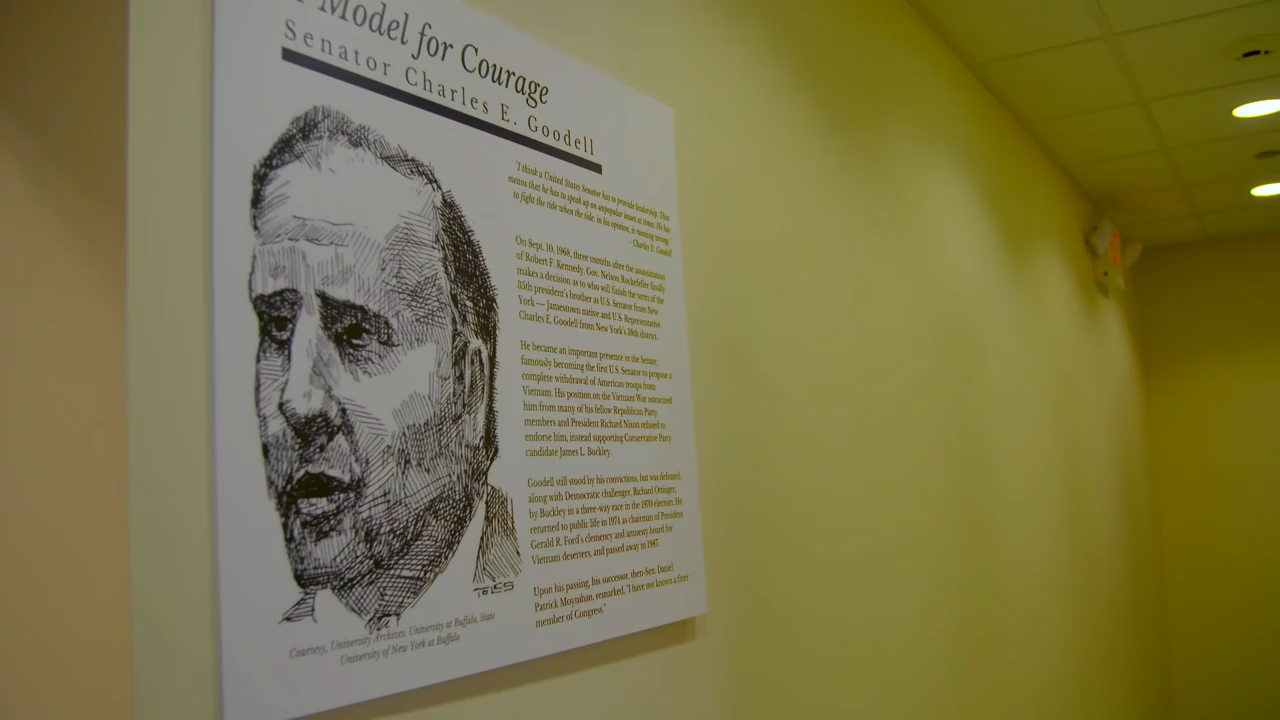 A Model for Courage
Senator Charles E. Goodell
"I think a United States Senator has to provide leadership. That
means that he has to speak up on unpopular issues at times. He has
to fight the tide when the tide, in his opinion, is running wrong."
- Charles E. Goodell
On Sept. 10, 1968, three months after the assassination
of Robert F. Kennedy, Gov. Nelson Rockefeller finally
makes a decision as to who will finish the term of the
35th president's brother as U.S. Senator from New
York --- Jamestown native and U.S. Representative
Charles E. Goodell from New York's 38th district.
He became an important presence in the Senate,
famously becoming the first U.S. Senator to propose a
complete withdrawal of American troops from
Vietnam. His position on the Vietnam War ostracized
him from many of his fellow Republican Party
members and President Richard Nixon refused to
endorse him, instead supporting Conservative Party
candidate James L. Buckley.
Goodell still stood by his convictions, but was defeated,
along with Democratic challenger, Richard Ottinger,
by Buckley in a three-way race in the 1970 election. He
returned to public life in 1974 as chairman of President
Gerald R. Ford's clemency and amnesty board for
Vietnam deserters, and passed away in 1987.
Upon his passing, his successor, then-Sen. Daniel
Patrick Moynihan, remarked, "I have not known a finer
member of Congress."
TOLES
Courtesy, University Archives, University at Buffalo, State
University of New York at Buffalo